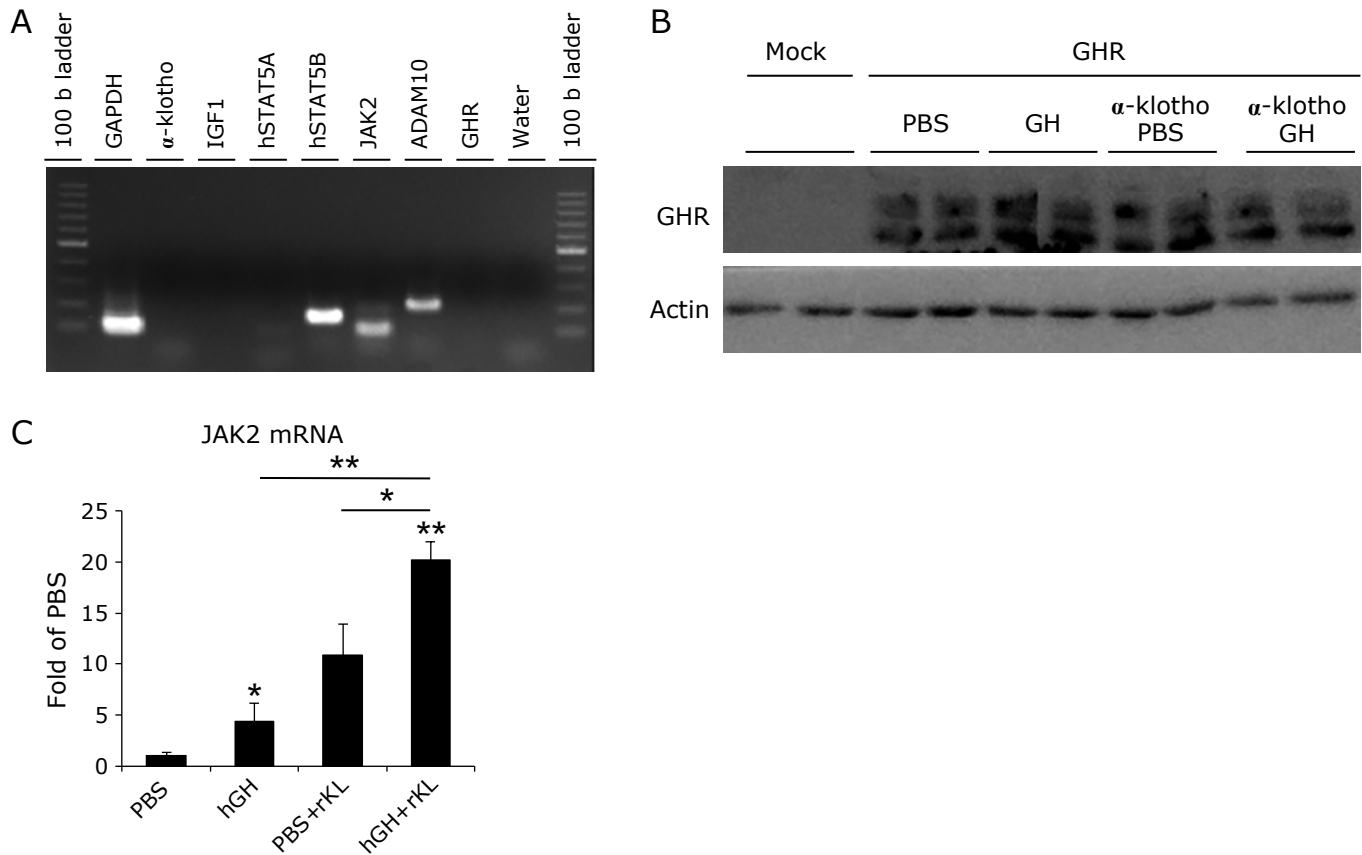 A
100 b ladder
GAPDH
α-klotho
IGF1
hSTAT5A
hSTAT5B
JAK2
ADAM10
GHR
Water
100 b ladder
B
Mock
GHR
PBS
GH
α-klotho
PBS
α-klotho
GH
GHR
Actin
C
JAK2 mRNA
**
*
**
*
Fold of PBS
25
20
15
10
5
0
PBS
hGH
PBS+rKL
hGH+rKL